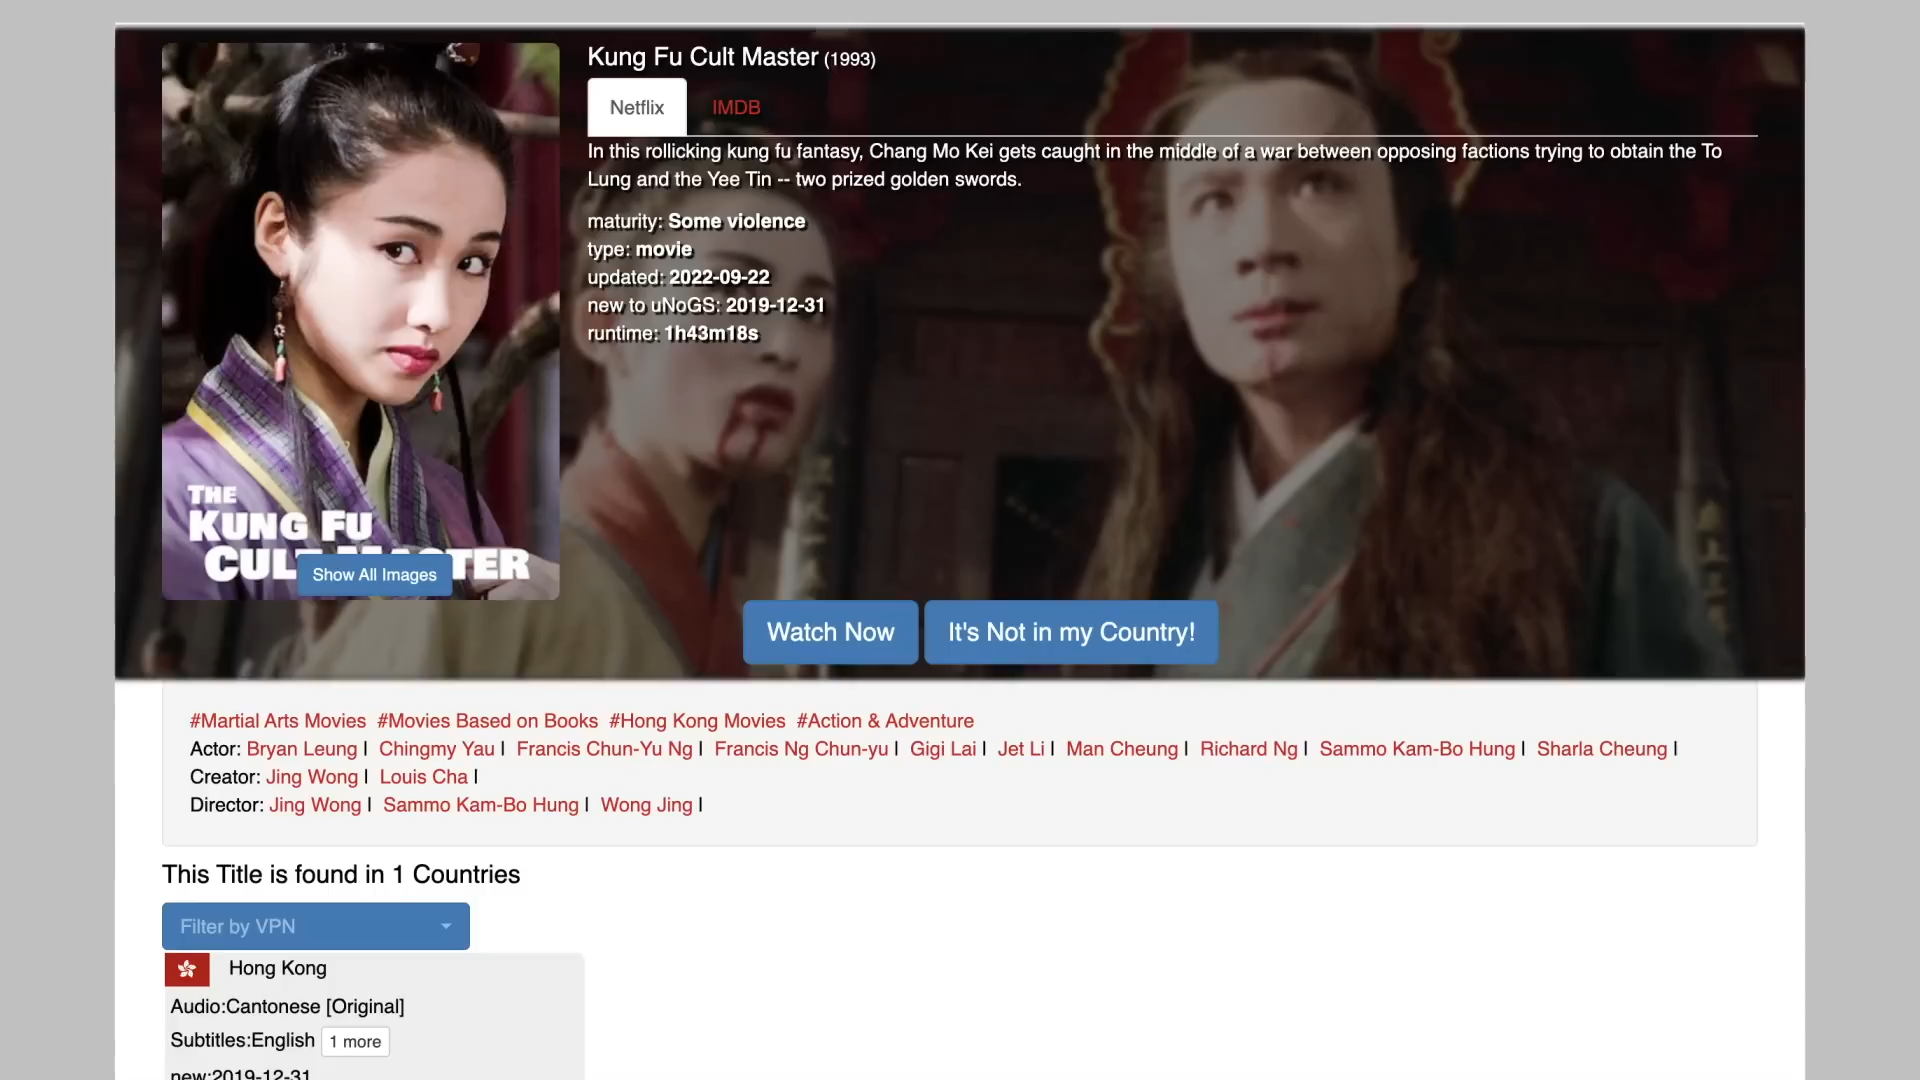 Kung Fu Cult Master (1993)
Netflix IMDB
In this rollicking kung fu fantasy, Chang Mo Kei gets caught in the middle of a war between opposing factions trying to obtain the To
Lung and the Yee Tin -- two prized golden swords.
maturity: Some violence
type: movie
updated: 2022-09-22
new to uNoGS: 2019-12-31
runtime: 1h43m18s
THE
KUNG FU
CULT MASTER
Show All Images
Watch Now
It's Not in my Country!
#Martial Arts Movies #Movies Based on Books #Hong Kong Movies #Action & Adventure
Actor: Bryan Leung | Chingmy Yau | Francis Chun-Yu Ng | Francis Ng Chun-yu | Gigi Lai | Jet Li | Man Cheung | Richard Ng | Sammo Kam-Bo Hung | Sharla Cheung |
Creator: Jing Wong | Louis Cha |
Director: Jing Wong | Sammo Kam-Bo Hung | Wong Jing |
This Title is found in 1 Countries
Filter by VPN
Hong Kong
Audio:Cantonese [Original]
Subtitles:English 1 more
new:2019-12-31